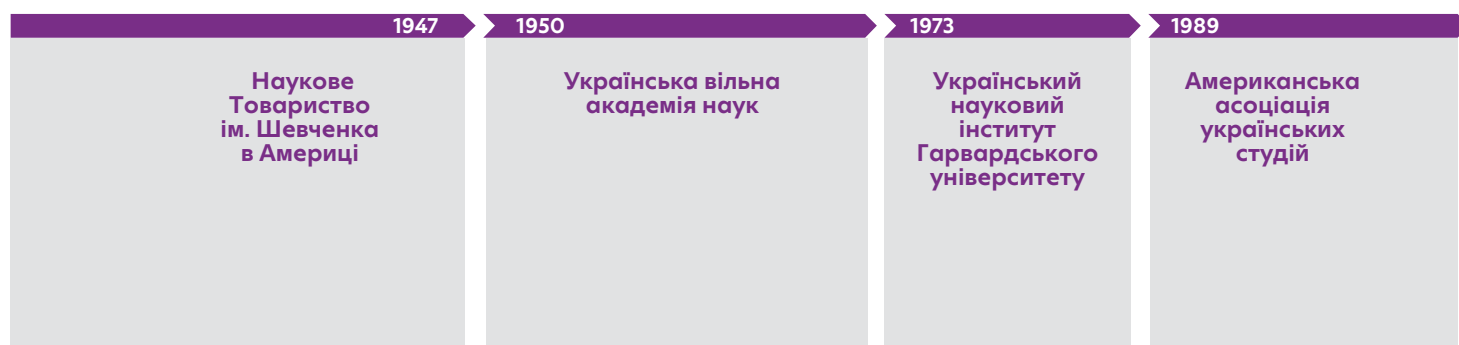 1947
Наукове
Товариство
ім. Шевченка
в Америці
1950
Українська вільна
академія наук
1973
Український
науковий
інститут
Гарвардського
університету
1989
Американська
асоціація
українських
студій